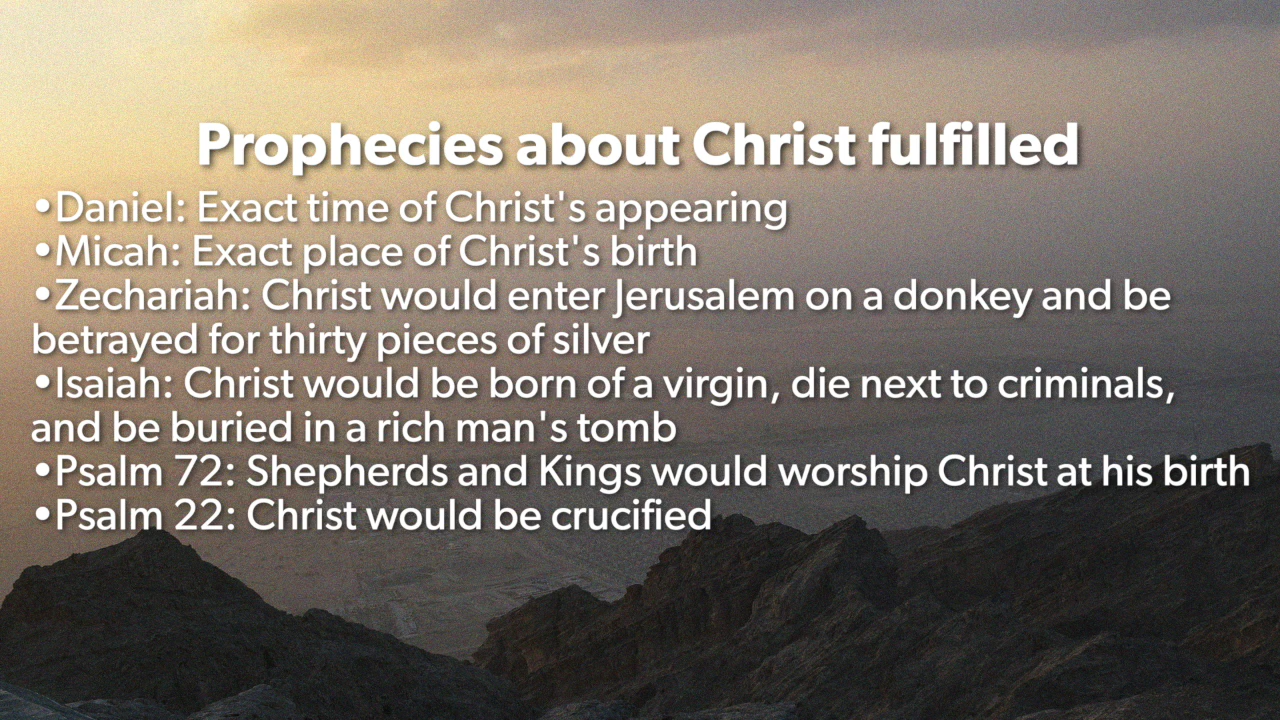 Prophecies about Christ fulfilled
•Daniel: Exact time of Christ's appearing
•Micah: Exact place of Christ's birth
•Zechariah: Christ would enter Jerusalem on a donkey and be
betrayed for thirty pieces of silver
•Isaiah: Christ would be born of a virgin, die next to criminals,
and be buried in a rich man's tomb
•Psalm 72: Shepherds and Kings would worship Christ at his birth
•Psalm 22: Christ would be crucified